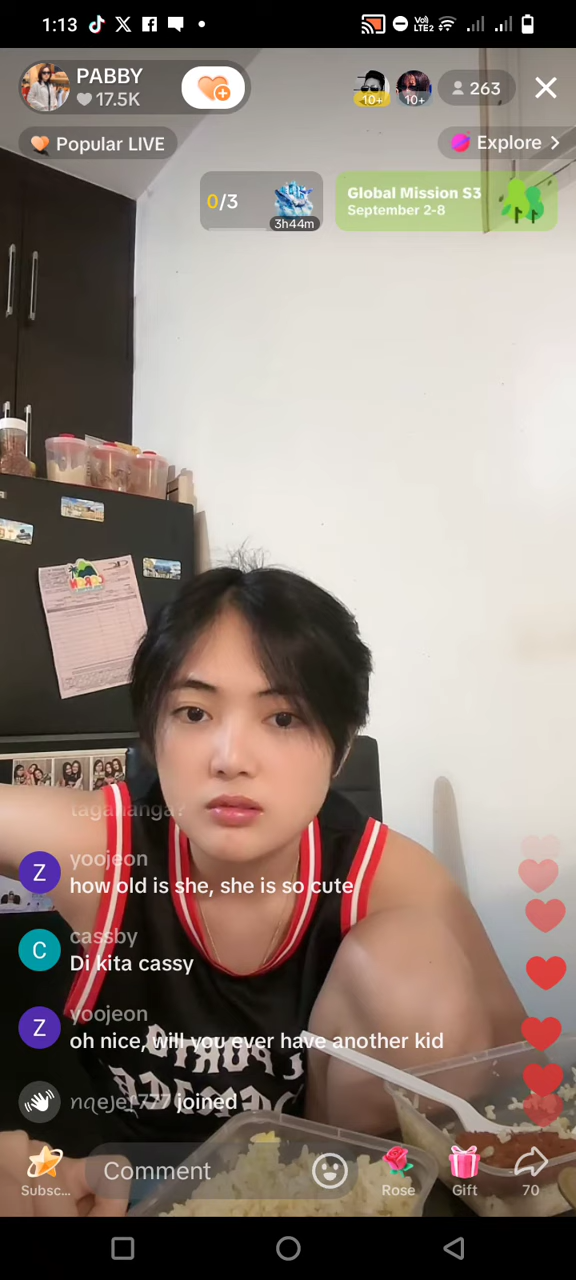 1:13
Vo)) LTE2
PABBY
17.5K
10+
10+
263
Popular LIVE
Explore
0/3
3h44m
Global Mission S3
September 2-8
yoojeon
Z
how old is she, she is so cute
cassby
C
Di kita cassy
yoojeon
Z
oh nice, will you ever have another kid
joined
Subsc...
Comment
Rose
Gift
70